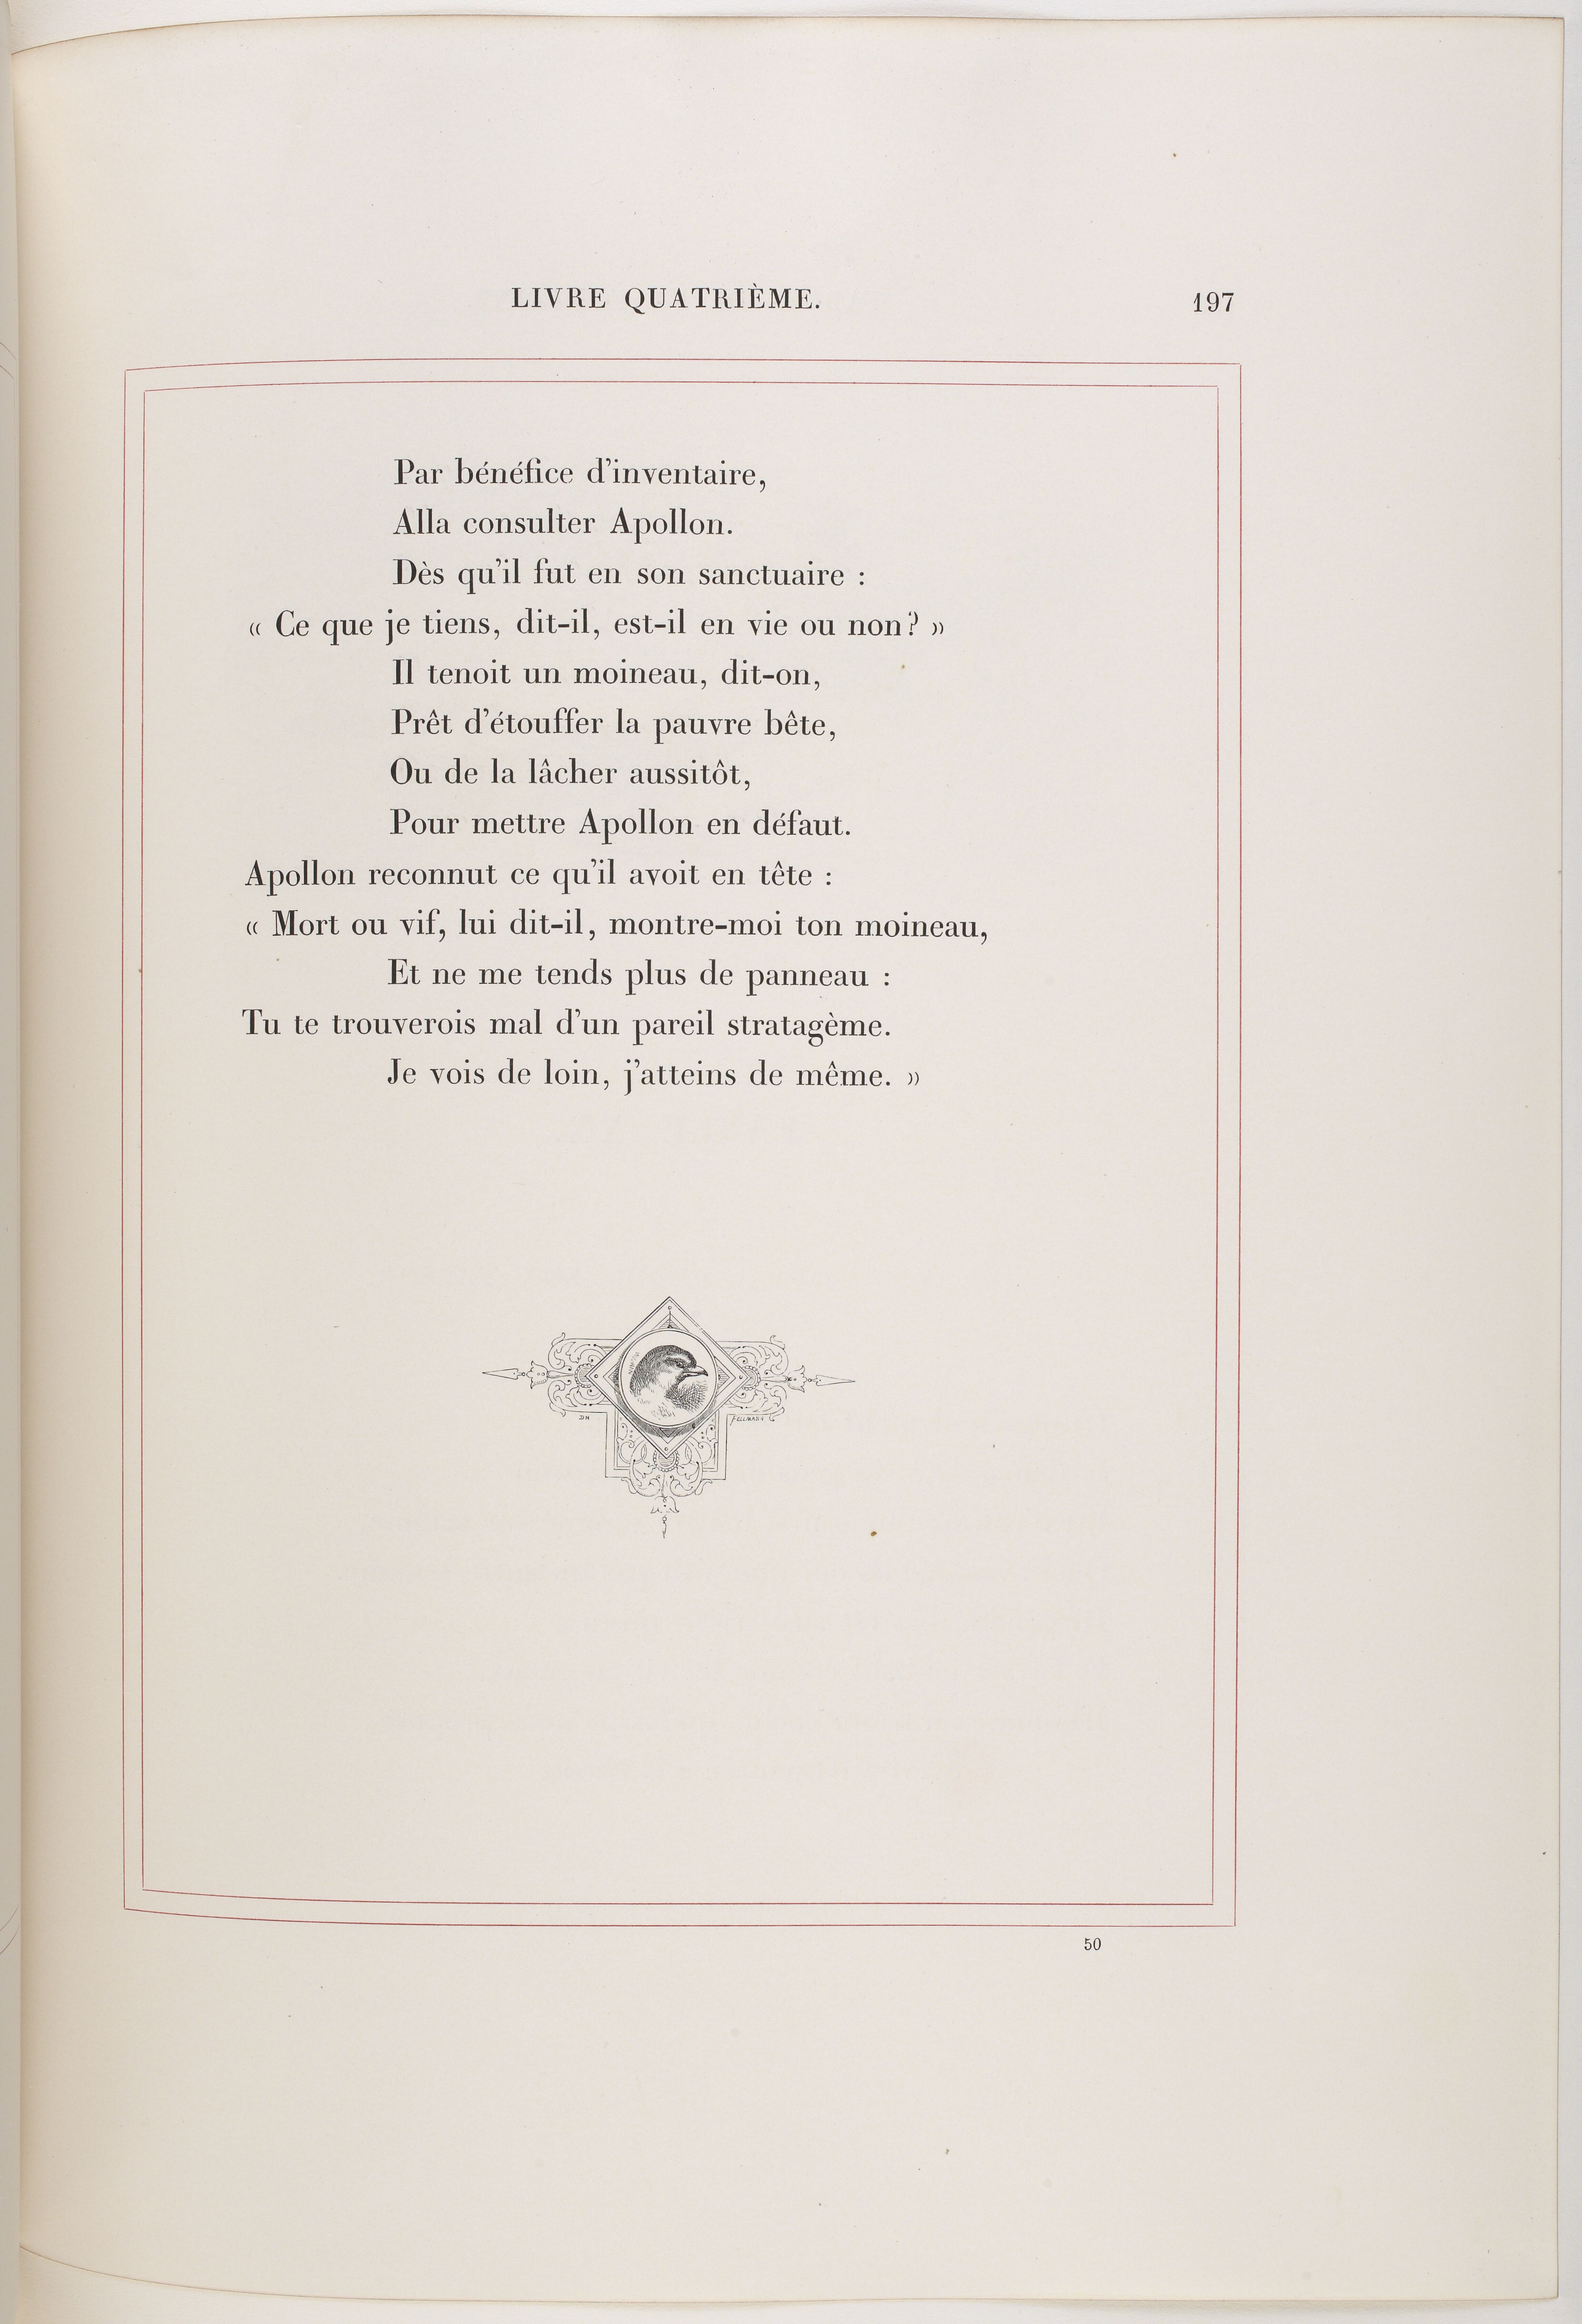 LIVRE QUATRIÈME.
197
Par bénéfice d'inventaire,
Alla consulter Apollon.
Dès qu'il fut en son sanctuaire :
« Ce que je tiens, dit-il, est-il en vie ou non? »
Il tenoit un moineau, dit-on,
Prêt d'étouffer la pauvre bête,
Ou de la lâcher aussitôt,
Pour mettre Apollon en défaut.
Apollon reconnut ce qu'il avoit en tête :
« Mort ou vif, lui dit-il, montre-moi ton moineau,
Et ne me tends plus de panneau :
Tu te trouverois mal d'un pareil stratagème.
Je vois de loin, j'atteins de même. »
50